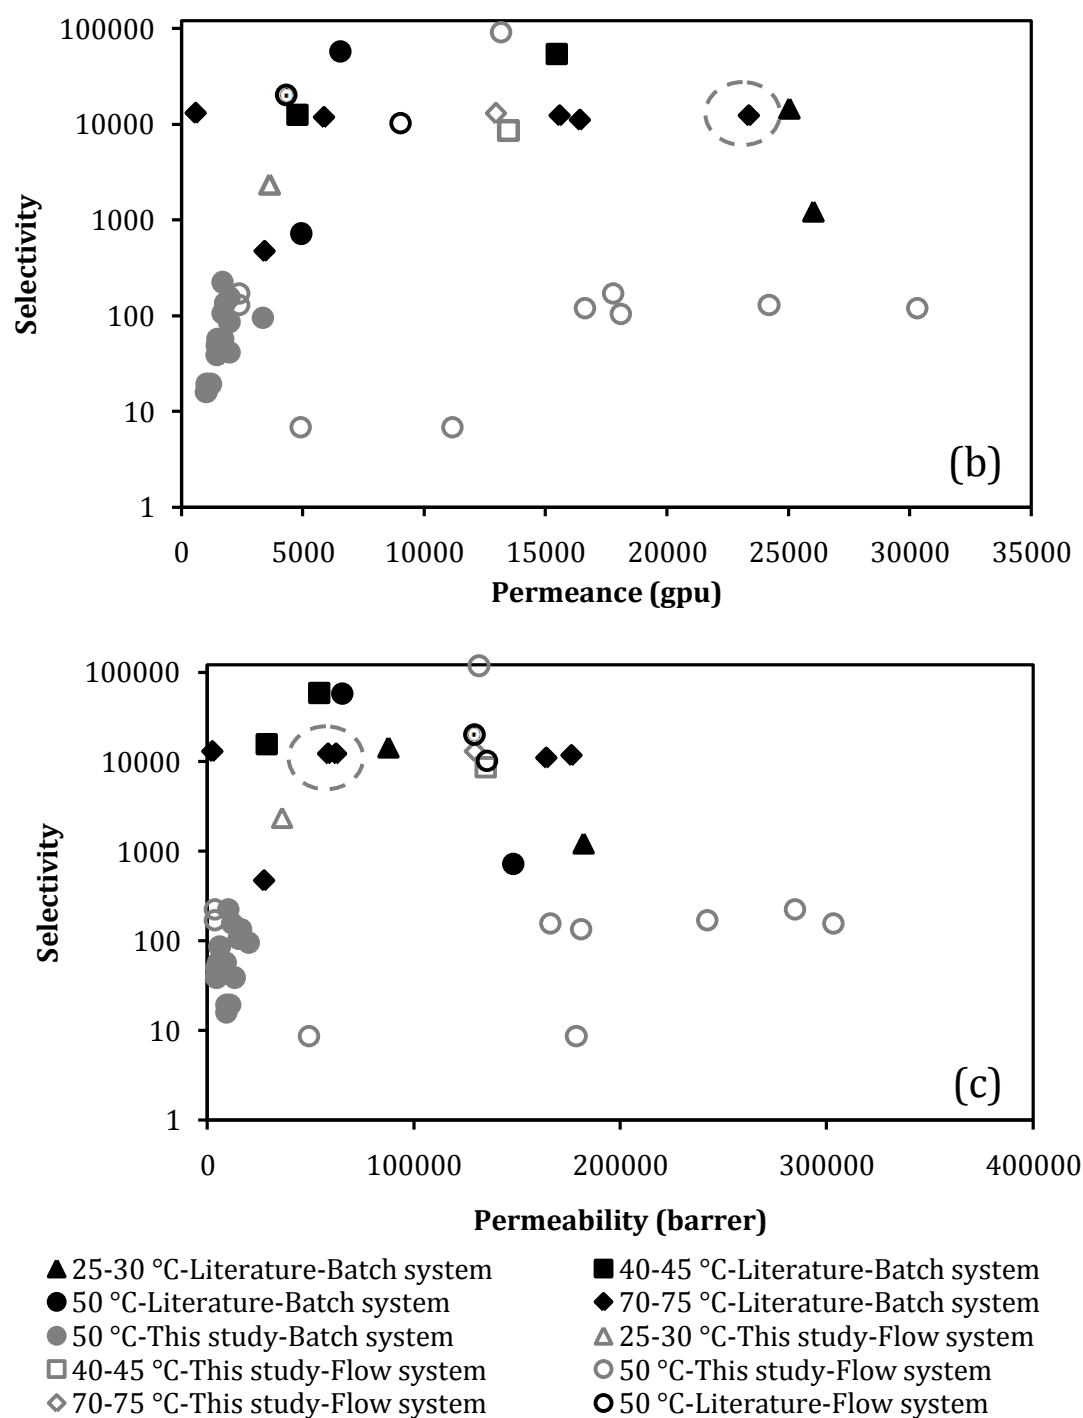 100000
10000
1000
100
10
1
Selectivity
(b)
0 5000 10000 15000 20000 25000 30000 35000
Permeance (gpu)
100000
10000
1000
100
10
1
Selectivity
(c)
0 100000 200000 300000 400000
Permeability (barrer)
25-30 °C-Literature-Batch system 40-45 °C-Literature-Batch system
50 °C-Literature-Batch system 70-75 °C-Literature-Batch system
50 °C-This study-Batch system 25-30 °C-This study-Flow system
40-45 °C-This study-Flow system 50 °C-This study-Flow system
70-75 °C-This study-Flow system 50 °C-Literature-Flow system